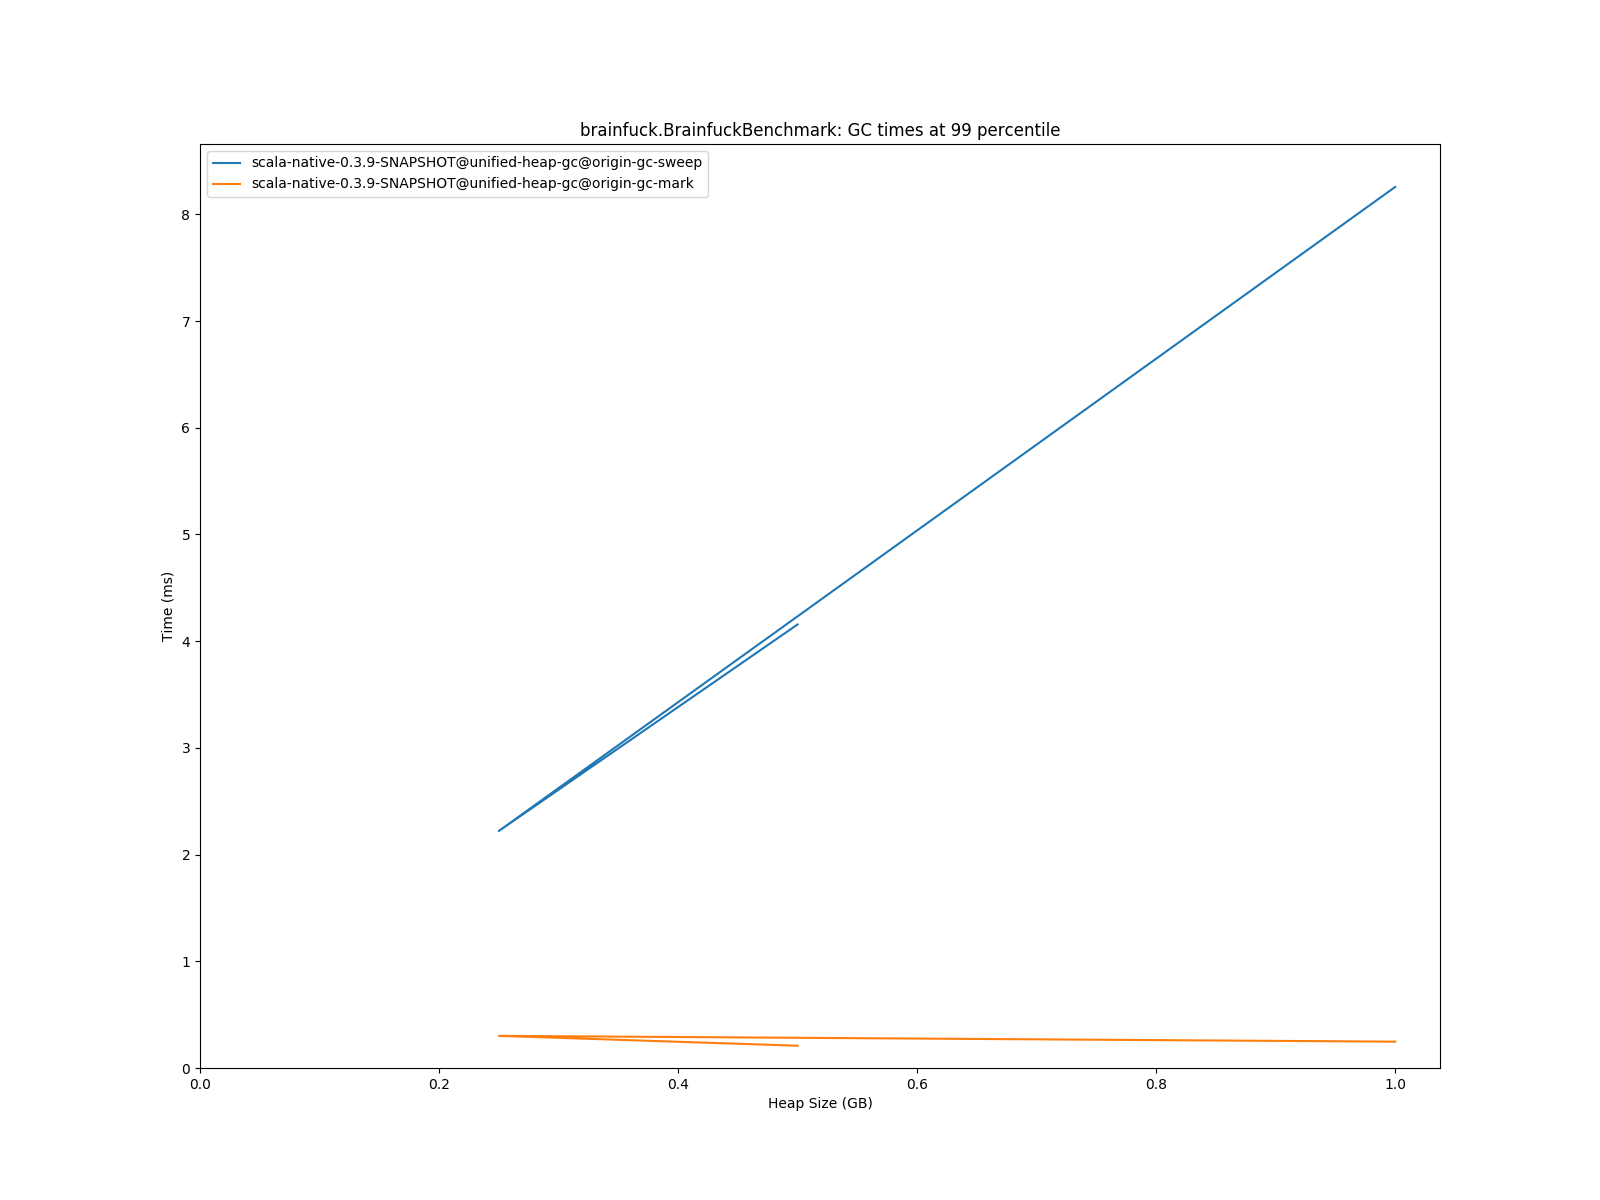 brainfuck.BrainfuckBenchmark: GC times at 99 percentile
scala-native-0.3.9-SNAPSHOT@unified-heap-gc@origin-gc-sweep
scala-native-0.3.9-SNAPSHOT@unified-heap-gc@origin-gc-mark
8
7
6
5
4
3
2
1
0
Time (ms)
0.0 0.2 0.4 0.6 0.8 1.0
Heap Size (GB)